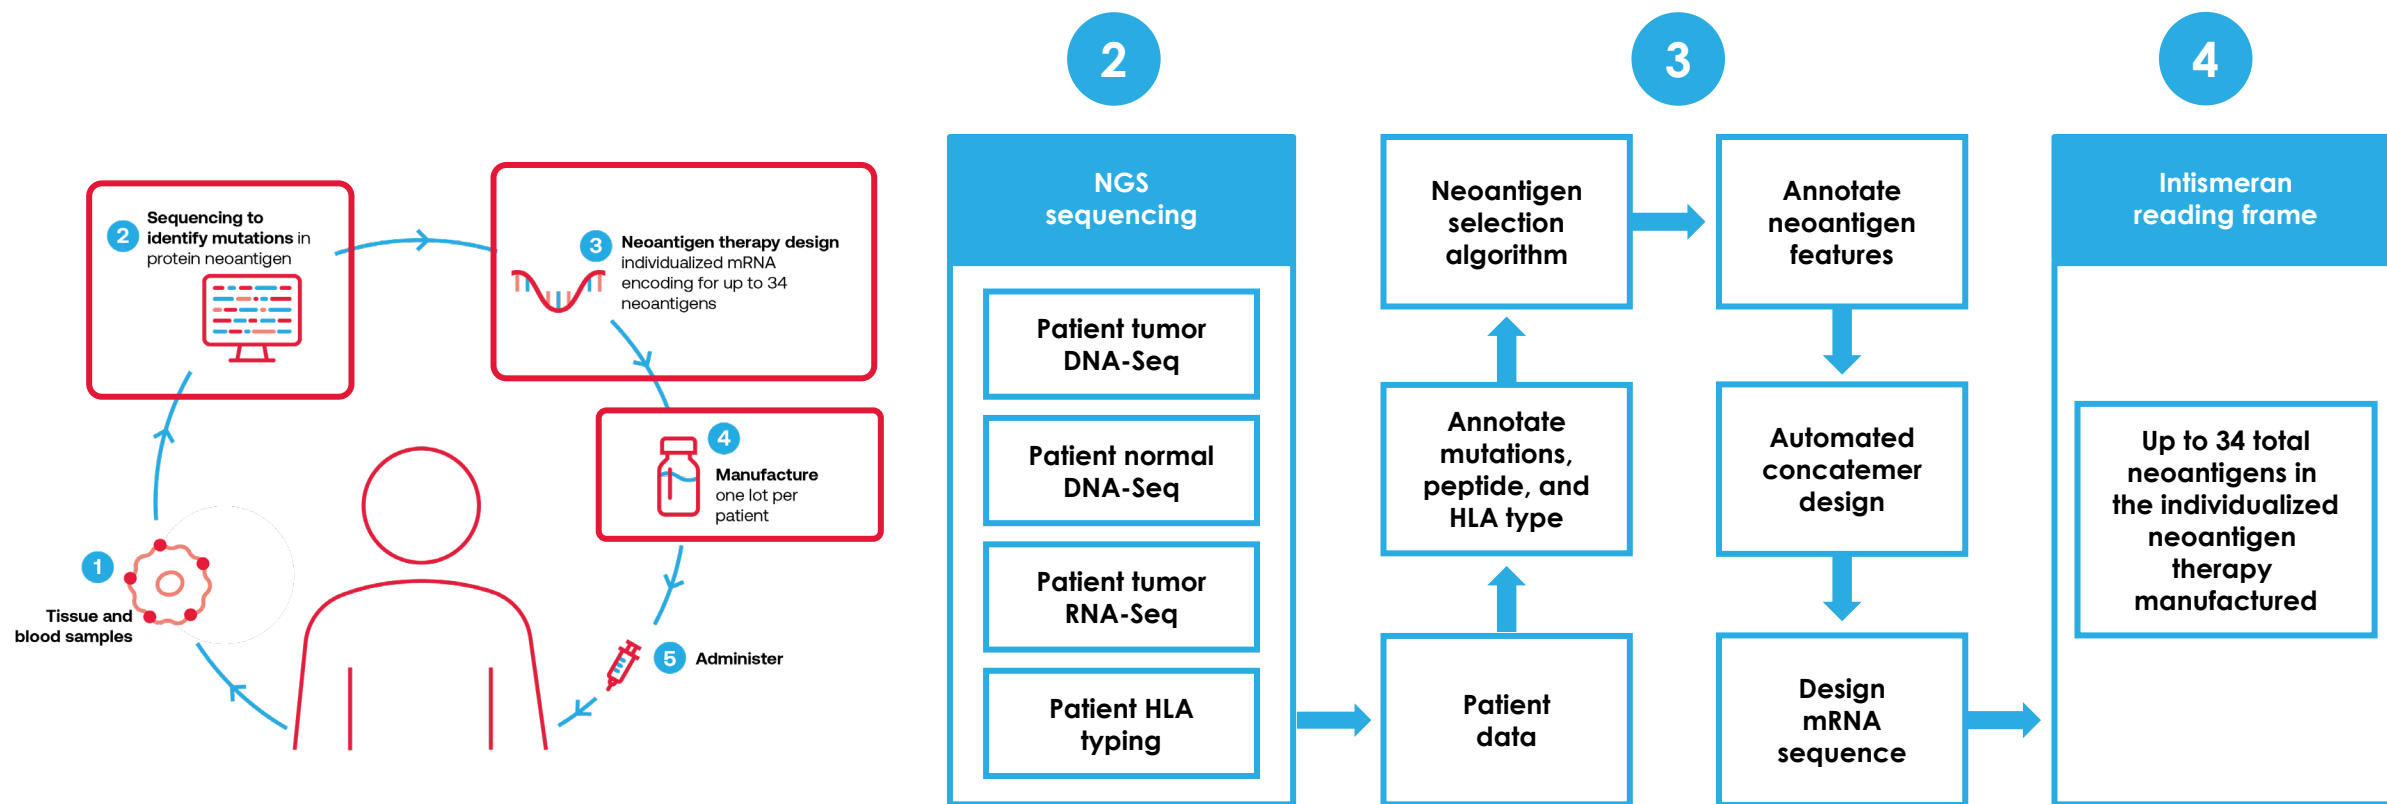 2
Sequencing to
identify mutations in
protein neoantigen
3
Neoantigen therapy design
individualized mRNA
encoding for up to 34
neoantigens
4
Manufacture
one lot per
patient
1
Tissue and
blood samples
5
Administer
2
NGS
sequencing
Patient tumor
DNA-Seq
Patient normal
DNA-Seq
Patient tumor
RNA-Seq
Patient HLA
typing
3
Patient
data
Annotate
mutations,
peptide, and
HLA type
Neoantigen
selection
algorithm
Annotate
neoantigen
features
Automated
concatemer
design
Design
mRNA
sequence
4
Intismeran
reading frame
Up to 34 total
neoantigens in
the individualized
neoantigen
therapy
manufactured